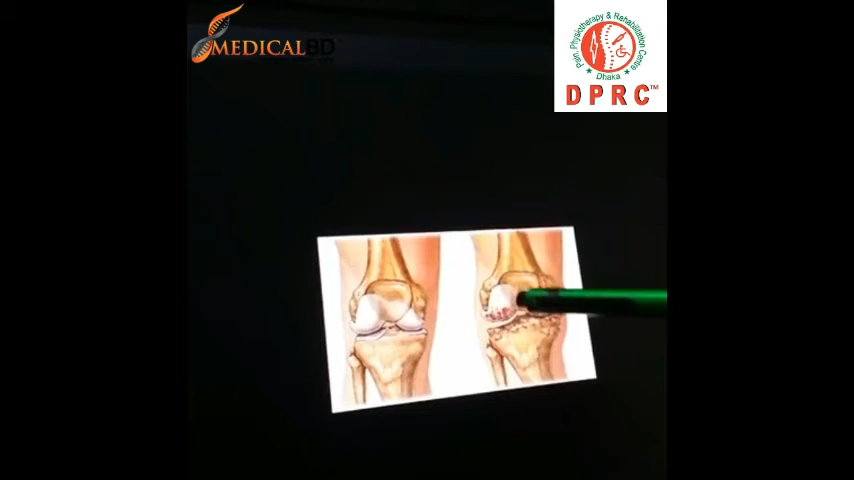 MEDICALBD
Pain, Physiotherapy & Rehabilitation Centre
Dhaka
DPRC™